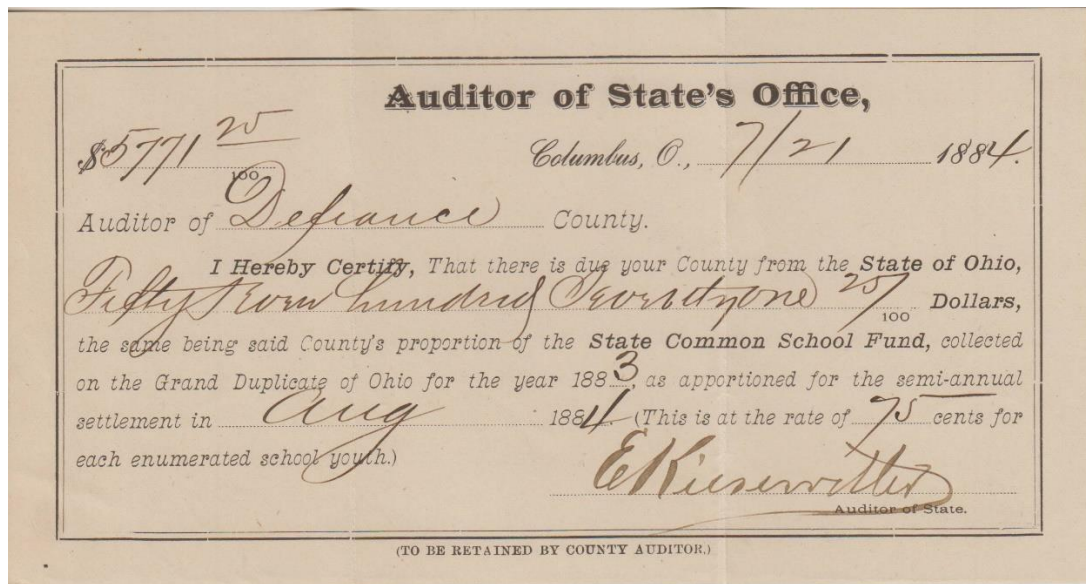 Auditor of State's Office,
$5771 25/100 Columbus, O., 7/21 1884.
Auditor of Defiance County.
I Hereby Certify, That there is due your County from the State of Ohio,
Fifty Seven hundred Seventy one 25/100 Dollars,
the same being said County's proportion of the State Common School Fund, collected
on the Grand Duplicate of Ohio for the year 1883, as apportioned for the semi-annual
settlement in Aug 1884. (This is at the rate of 75 cents for
each enumerated school youth.)
E Kiesewetter
Auditor of State.
(TO BE RETAINED BY COUNTY AUDITOR.)